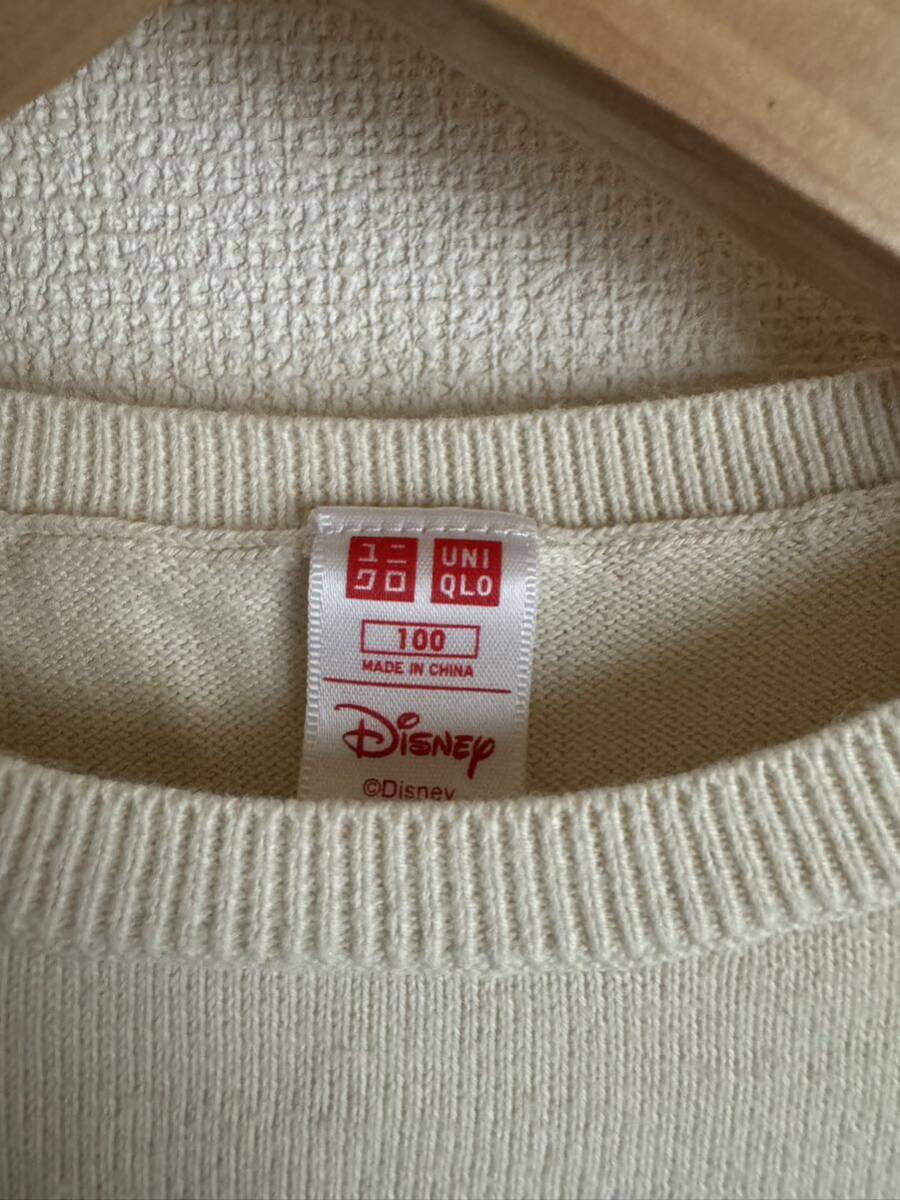 ユニ UNI
クロ QLO
100
MADE IN CHINA
Disney
©Disney